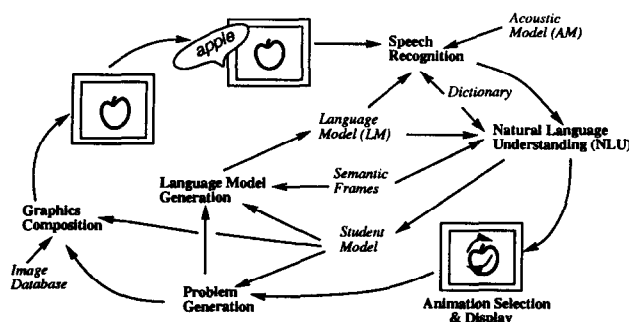 apple
Acoustic
Model (AM)
Speech
Recognition
Dictionary
Language
Model (LM)
Natural Language
Understanding (NLU)
Semantic
Frames
Language Model
Generation
Graphics
Composition
Student
Model
Image
Database
Problem
Generation
Animation Selection
& Display